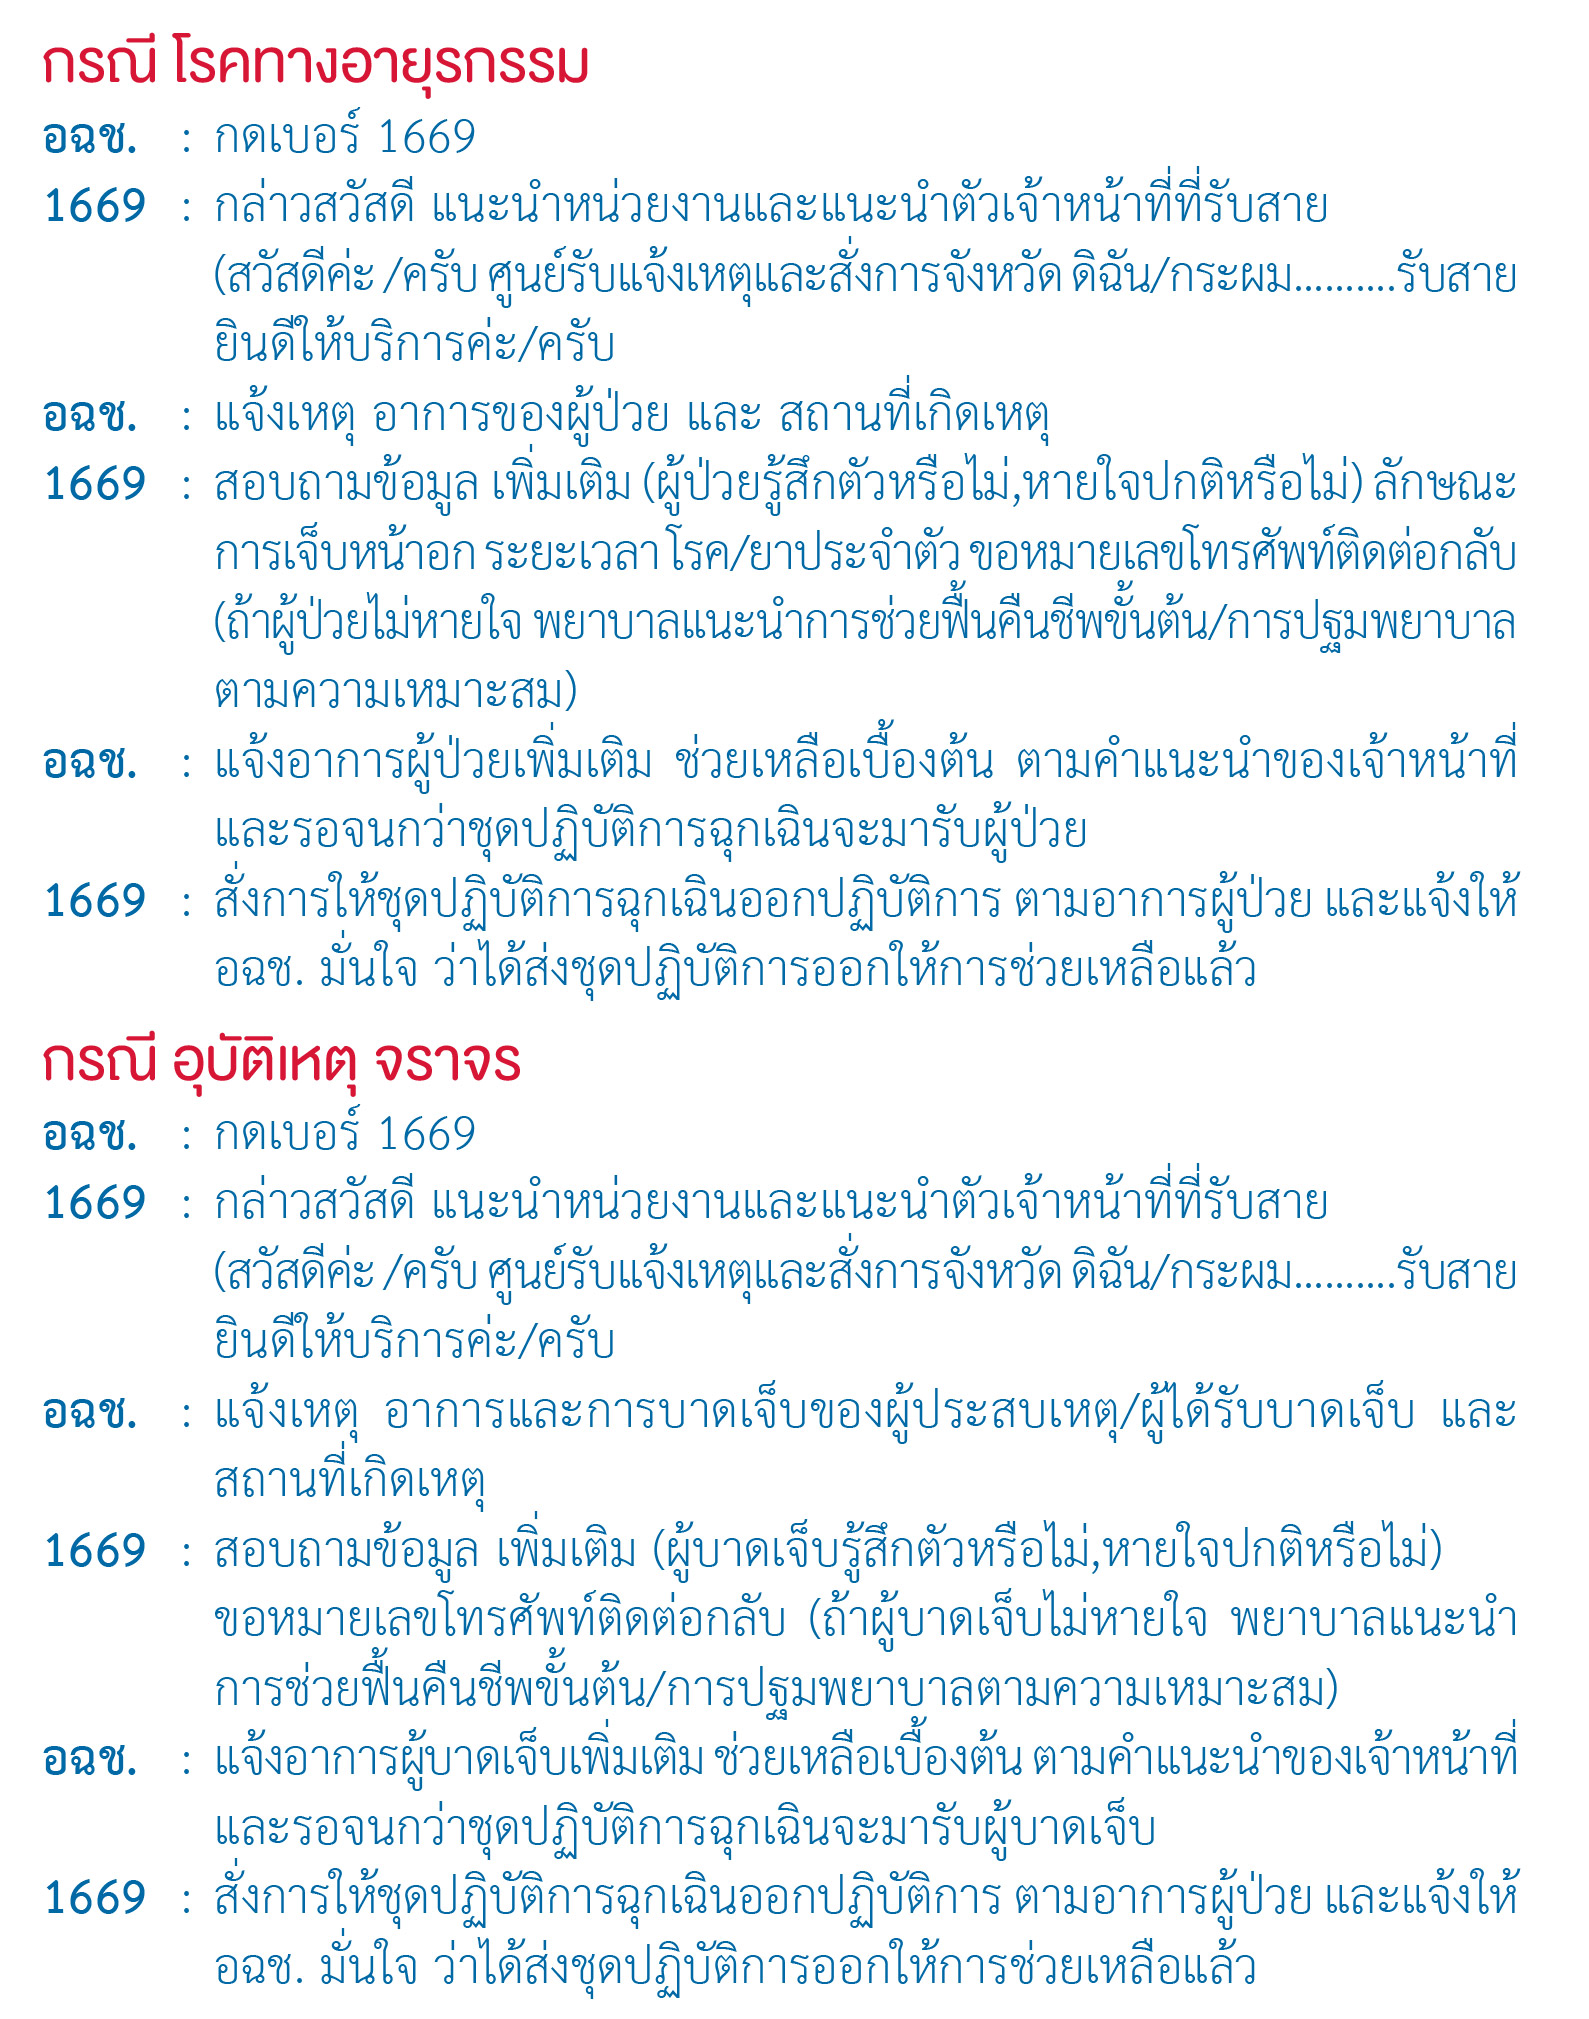 กรณี โรคทางอายุรกรรม
อฉช. : กดเบอร์ 1669
1669 : กล่าวสวัสดี แนะนำหน่วยงานและแนะนำตัวเจ้าหน้าที่ที่รับสาย
(สวัสดีค่ะ /ครับ ศูนย์รับแจ้งเหตุและสั่งการจังหวัด ดิฉัน/กระผม..........รับสาย
ยินดีให้บริการค่ะ/ครับ
อฉช. : แจ้งเหตุ อาการของผู้ป่วย และ สถานที่เกิดเหตุ
1669 : สอบถามข้อมูล เพิ่มเติม (ผู้ป่วยรู้สึกตัวหรือไม่,หายใจปกติหรือไม่) ลักษณะ
การเจ็บหน้าอก ระยะเวลา โรค/ยาประจำตัว ขอหมายเลขโทรศัพท์ติดต่อกลับ
(ถ้าผู้ป่วยไม่หายใจ พยาบาลแนะนำการช่วยฟื้นคืนชีพขั้นต้น/การปฐมพยาบาล
ตามความเหมาะสม)
อฉช. : แจ้งอาการผู้ป่วยเพิ่มเติม ช่วยเหลือเบื้องต้น ตามคำแนะนำของเจ้าหน้าที่
และรอจนกว่าชุดปฏิบัติการฉุกเฉินจะมารับผู้ป่วย
1669 : สั่งการให้ชุดปฏิบัติการฉุกเฉินออกปฏิบัติการ ตามอาการผู้ป่วย และแจ้งให้
อฉช. มั่นใจ ว่าได้ส่งชุดปฏิบัติการออกให้การช่วยเหลือแล้ว
กรณี อุบัติเหตุ จราจร
อฉช. : กดเบอร์ 1669
1669 : กล่าวสวัสดี แนะนำหน่วยงานและแนะนำตัวเจ้าหน้าที่ที่รับสาย
(สวัสดีค่ะ /ครับ ศูนย์รับแจ้งเหตุและสั่งการจังหวัด ดิฉัน/กระผม..........รับสาย
ยินดีให้บริการค่ะ/ครับ
อฉช. : แจ้งเหตุ อาการและการบาดเจ็บของผู้ประสบเหตุ/ผู้ได้รับบาดเจ็บ และ
สถานที่เกิดเหตุ
1669 : สอบถามข้อมูล เพิ่มเติม (ผู้บาดเจ็บรู้สึกตัวหรือไม่,หายใจปกติหรือไม่)
ขอหมายเลขโทรศัพท์ติดต่อกลับ (ถ้าผู้บาดเจ็บไม่หายใจ พยาบาลแนะนำ
การช่วยฟื้นคืนชีพขั้นต้น/การปฐมพยาบาลตามความเหมาะสม)
อฉช. : แจ้งอาการผู้บาดเจ็บเพิ่มเติม ช่วยเหลือเบื้องต้น ตามคำแนะนำของเจ้าหน้าที่
และรอจนกว่าชุดปฏิบัติการฉุกเฉินจะมารับผู้บาดเจ็บ
1669 : สั่งการให้ชุดปฏิบัติการฉุกเฉินออกปฏิบัติการ ตามอาการผู้ป่วย และแจ้งให้
อฉช. มั่นใจ ว่าได้ส่งชุดปฏิบัติการออกให้การช่วยเหลือแล้ว